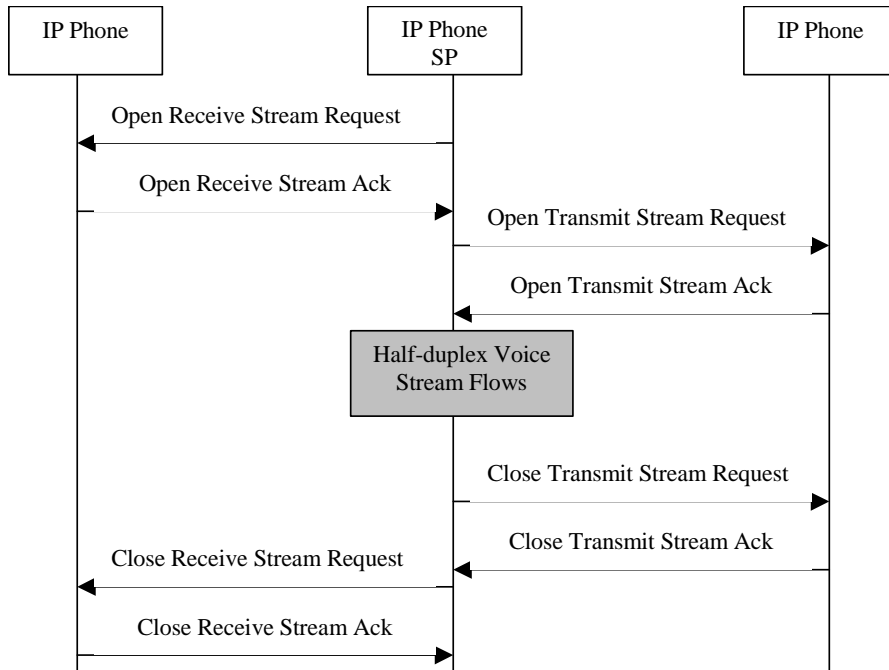 IP Phone
IP Phone
SP
IP Phone
Open Receive Stream Request
Open Receive Stream Ack
Open Transmit Stream Request
Open Transmit Stream Ack
Half-duplex Voice
Stream Flows
Close Transmit Stream Request
Close Transmit Stream Ack
Close Receive Stream Request
Close Receive Stream Ack